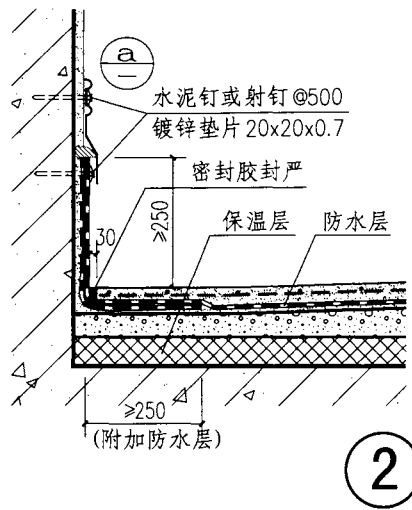 a
水泥钉或射钉@500
镀锌垫片20x20x0.7
密封胶封严
≥250
30
保温层 防水层
≥250
(附加防水层)
2